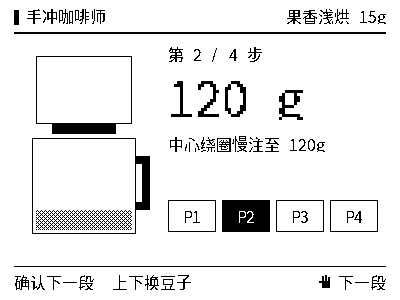 手冲咖啡师
果香浅烘 15g
第 2 / 4 步
120 g
中心绕圈慢注至 120g
P1 P2 P3 P4
确认下一段 上下换豆子
下一段